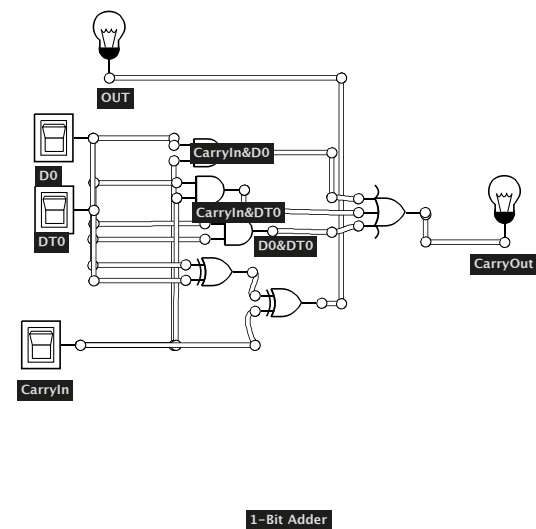 OUT
CarryIn&D0
D0
CarryIn&DT0
DT0
D0&DT0
CarryOut
CarryIn
1-Bit Adder